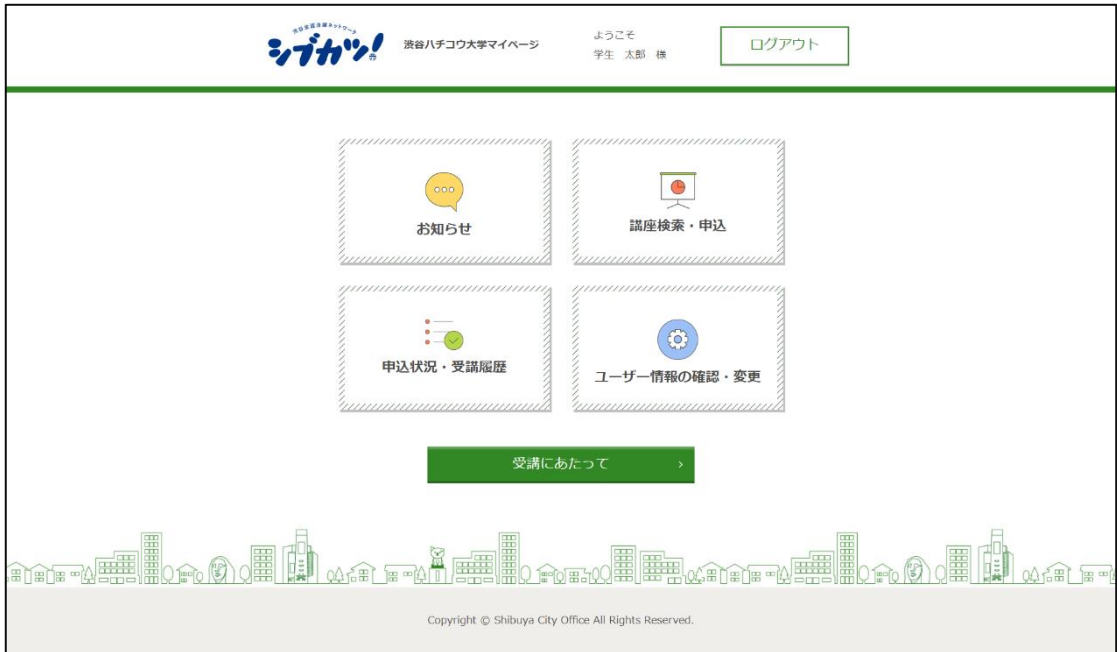 シブカツ!
渋谷ハチコウ大学マイページ
ようこそ
学生 太郎 様
ログアウト
お知らせ
講座検索・申込
申込状況・受講履歴
ユーザー情報の確認・変更
受講にあたって
Copyright © Shibuya City Office All Rights Reserved.